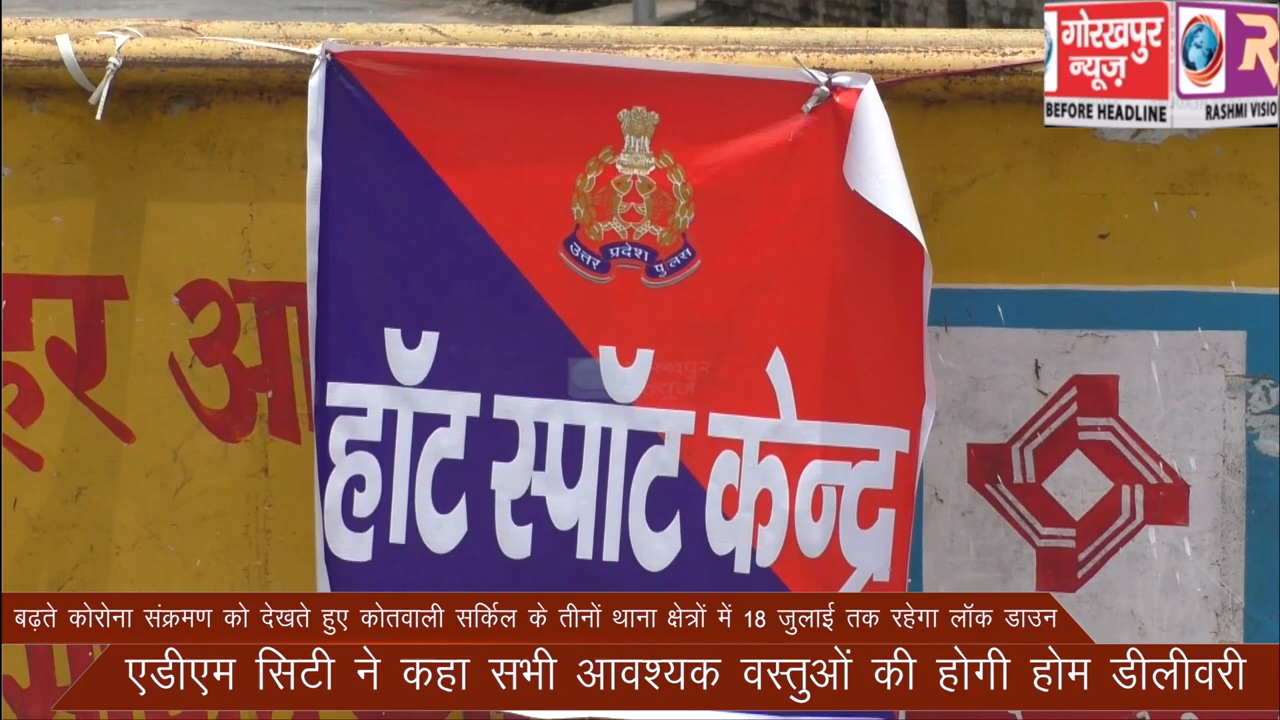 गोरखपुर
न्यूज़
BEFORE HEADLINE
R
RASHMI VISIO
उत्तर प्रदेश पुलिस
हॉट स्पॉट केन्द्र
बढ़ते कोरोना संक्रमण को देखते हुए कोतवाली सर्किल के तीनों थाना क्षेत्रों में 18 जुलाई तक रहेगा लॉक डाउन
एडीएम सिटी ने कहा सभी आवश्यक वस्तुओं की होगी होम डीलीवरी